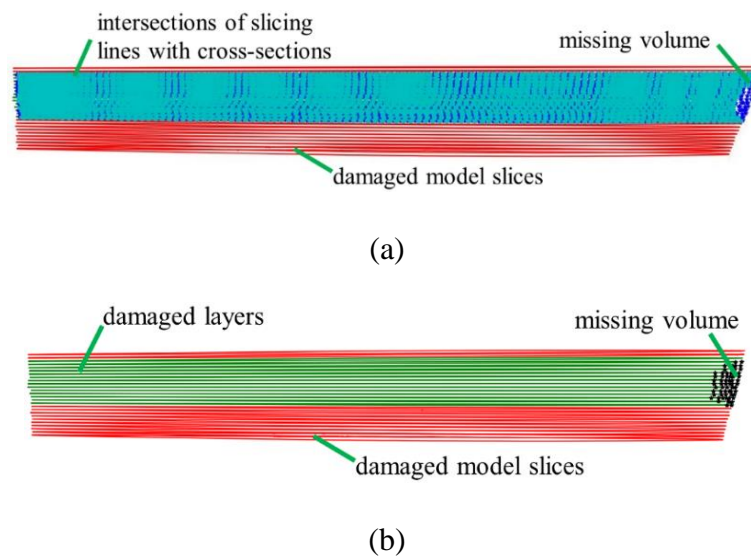 intersections of slicing
lines with cross-sections
missing volume
damaged model slices
(a)
damaged layers
missing volume
damaged model slices
(b)